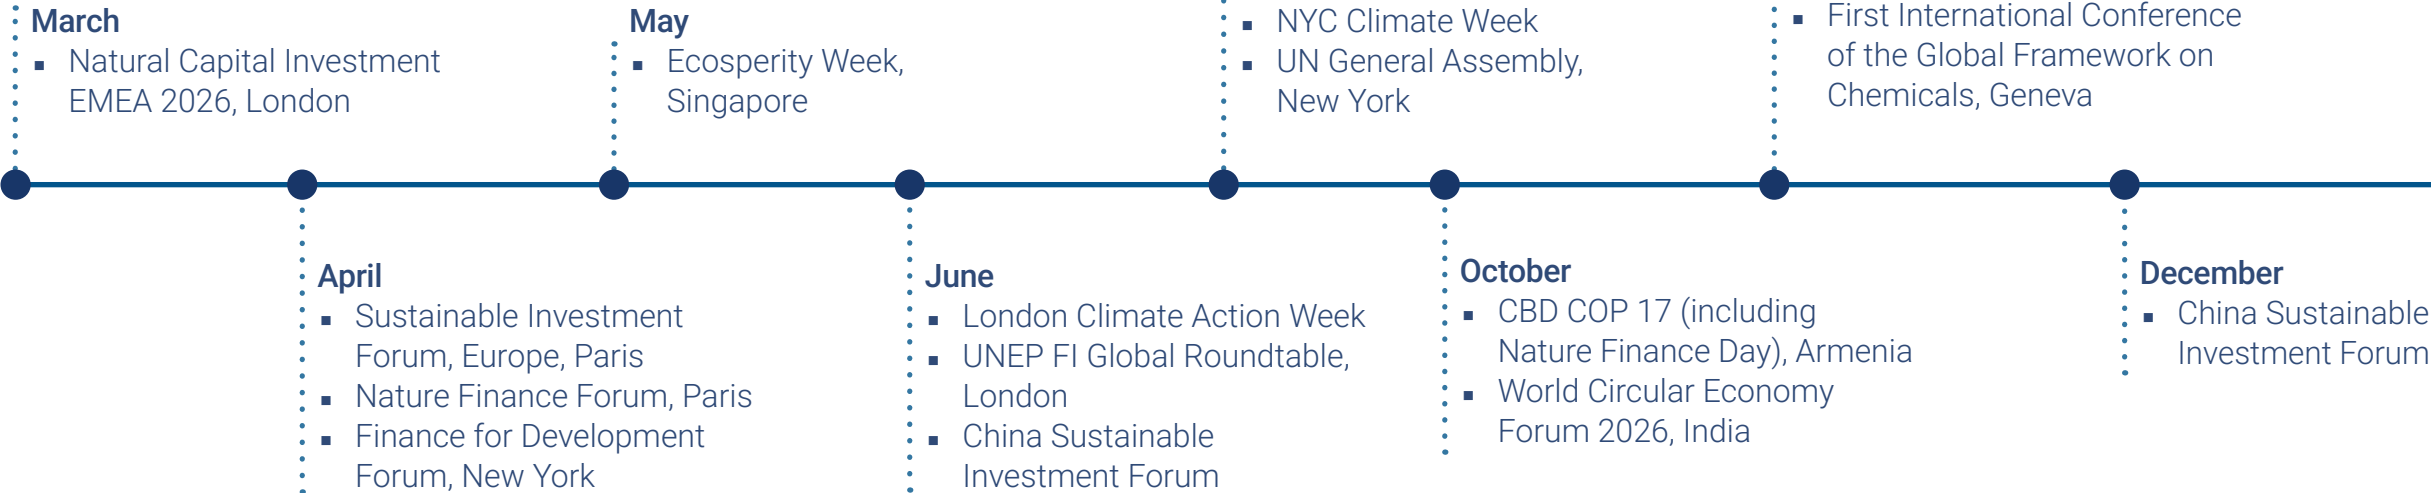 March
▪ Natural Capital Investment
EMEA 2026, London
May
▪ Ecosperity Week,
Singapore
▪ NYC Climate Week
▪ UN General Assembly,
New York
▪ First International Conference
of the Global Framework on
Chemicals, Geneva
April
▪ Sustainable Investment
Forum, Europe, Paris
▪ Nature Finance Forum, Paris
▪ Finance for Development
Forum, New York
June
▪ London Climate Action Week
▪ UNEP FI Global Roundtable,
London
▪ China Sustainable
Investment Forum
October
▪ CBD COP 17 (including
Nature Finance Day), Armenia
▪ World Circular Economy
Forum 2026, India
December
▪ China Sustainable
Investment Forum